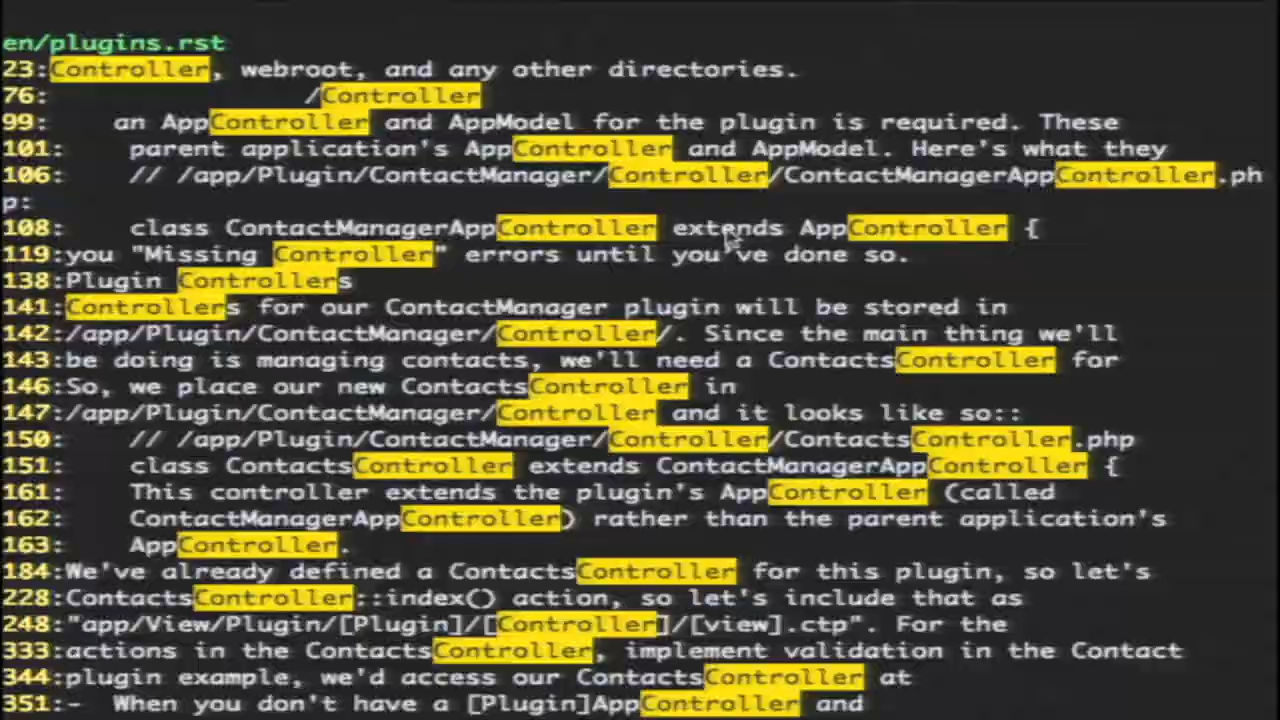 en/plugins.rst
23:Controller, webroot, and any other directories.
76:                /Controller
99:    an AppController and AppModel for the plugin is required. These
101:    parent application's AppController and AppModel. Here's what they
106:    // /app/Plugin/ContactManager/Controller/ContactManagerAppController.ph
p:
108:    class ContactManagerAppController extends AppController {
119:you "Missing Controller" errors until you've done so.
138:Plugin Controllers
141:Controllers for our ContactManager plugin will be stored in
142:/app/Plugin/ContactManager/Controller/. Since the main thing we'll
143:be doing is managing contacts, we'll need a ContactsController for
146:So, we place our new ContactsController in
147:/app/Plugin/ContactManager/Controller and it looks like so::
150:    // /app/Plugin/ContactManager/Controller/ContactsController.php
151:    class ContactsController extends ContactManagerAppController {
161:    This controller extends the plugin's AppController (called
162:    ContactManagerAppController) rather than the parent application's
163:    AppController.
184:We've already defined a ContactsController for this plugin, so let's
228:ContactsController::index() action, so let's include that as
248:"app/View/Plugin/[Plugin]/[Controller]/[view].ctp". For the
333:actions in the ContactsController, implement validation in the Contact
344:plugin example, we'd access our ContactsController at
351:-  When you don't have a [Plugin]AppController and